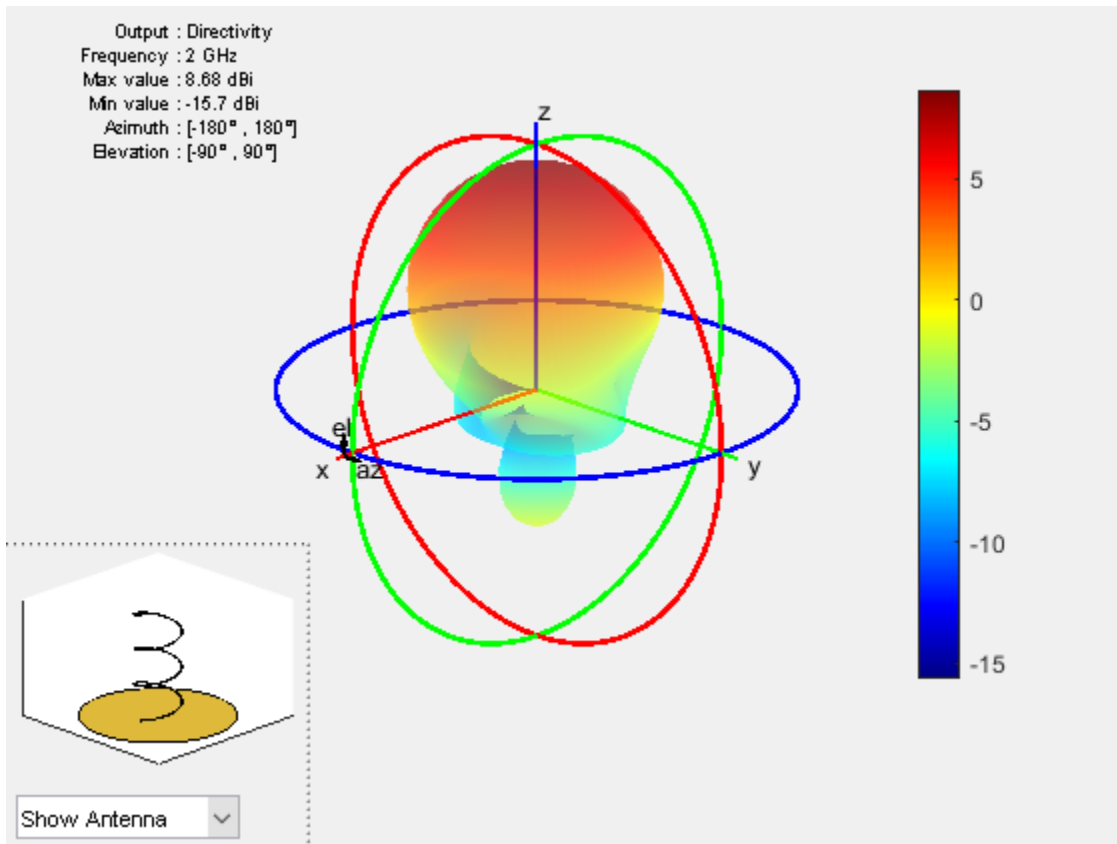 Output : Directivity
Frequency : 2 GHz
Max value : 8.68 dBi
Min value : -15.7 dBi
Azimuth : [-180° , 180°]
Elevation : [-90° , 90°]
z
5
0
-5
-10
-15
el
x
az
y
Show Antenna